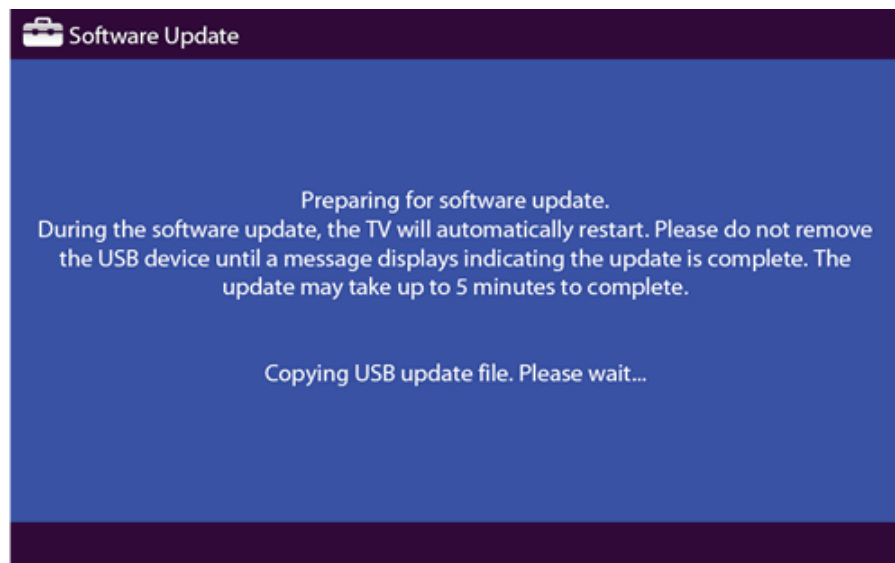 Software Update
Preparing for software update.
During the software update, the TV will automatically restart. Please do not remove
the USB device until a message displays indicating the update is complete. The
update may take up to 5 minutes to complete.
Copying USB update file. Please wait...